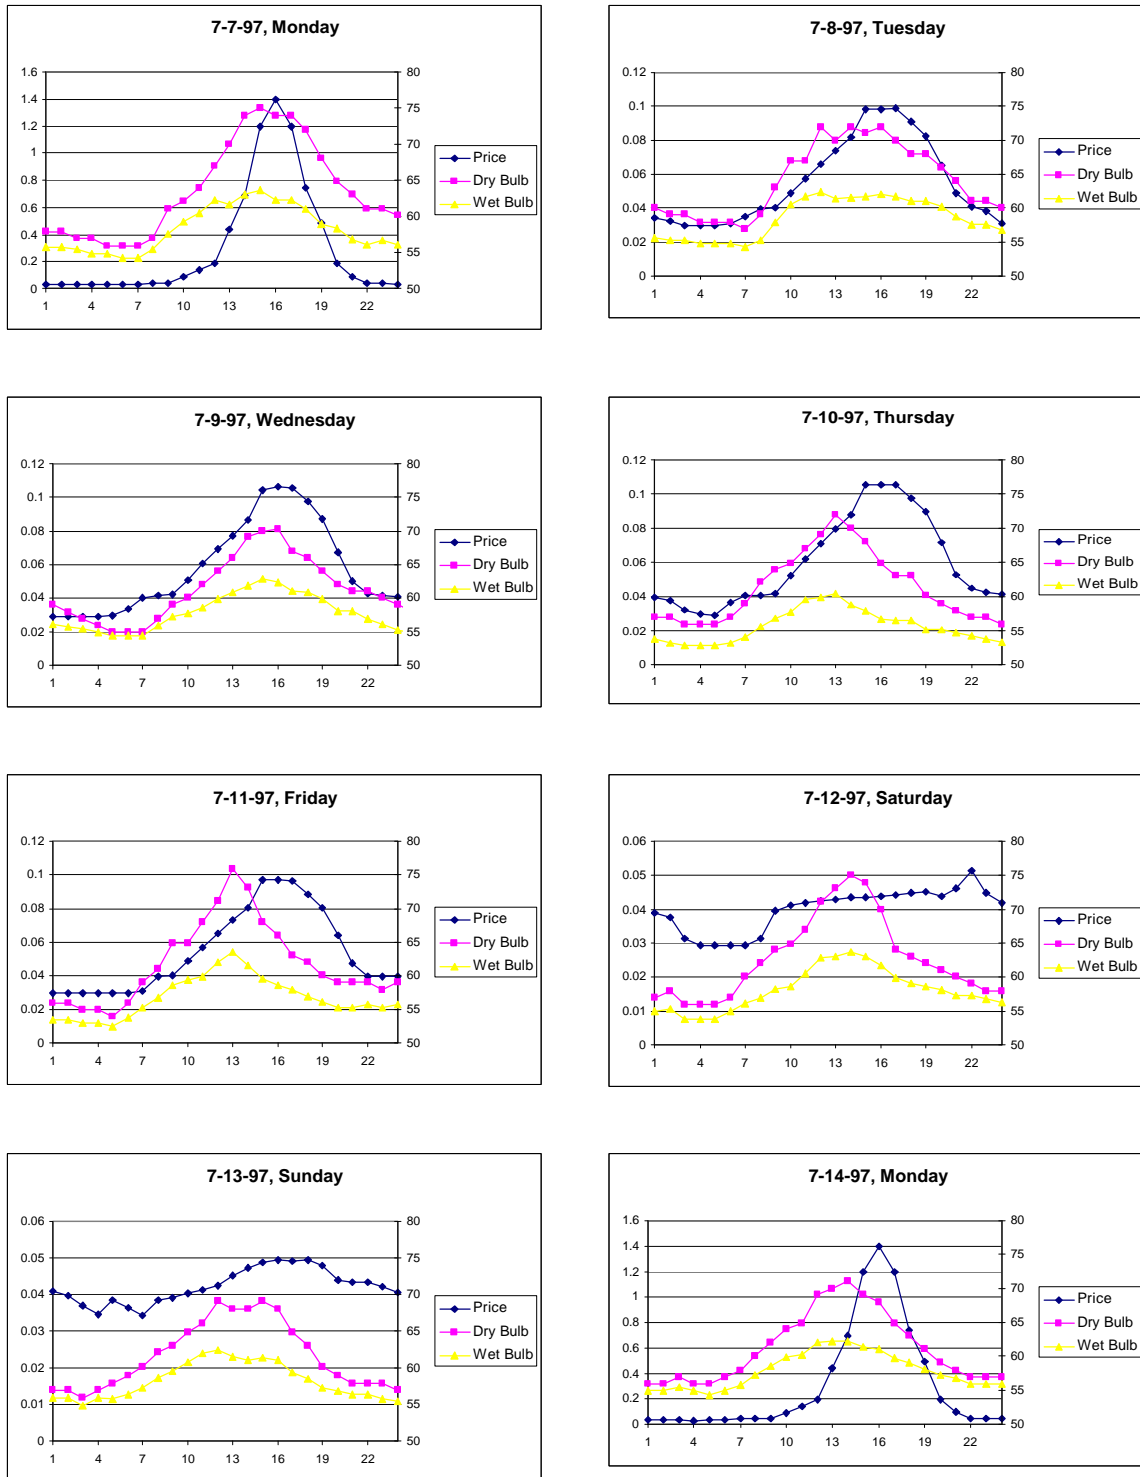 7-7-97, Monday
1.6
1.4
1.2
1
0.8
0.6
0.4
0.2
0
80
75
70
65
60
55
50
1 4 7 10 13 16 19 22
Price
Dry Bulb
Wet Bulb
7-8-97, Tuesday
0.12
0.1
0.08
0.06
0.04
0.02
0
80
75
70
65
60
55
50
1 4 7 10 13 16 19 22
Price
Dry Bulb
Wet Bulb
7-9-97, Wednesday
0.12
0.1
0.08
0.06
0.04
0.02
0
80
75
70
65
60
55
50
1 4 7 10 13 16 19 22
Price
Dry Bulb
Wet Bulb
7-10-97, Thursday
0.12
0.1
0.08
0.06
0.04
0.02
0
80
75
70
65
60
55
50
1 4 7 10 13 16 19 22
Price
Dry Bulb
Wet Bulb
7-11-97, Friday
0.12
0.1
0.08
0.06
0.04
0.02
0
80
75
70
65
60
55
50
1 4 7 10 13 16 19 22
Price
Dry Bulb
Wet Bulb
7-12-97, Saturday
0.06
0.05
0.04
0.03
0.02
0.01
0
80
75
70
65
60
55
50
1 4 7 10 13 16 19 22
Price
Dry Bulb
Wet Bulb
7-13-97, Sunday
0.06
0.05
0.04
0.03
0.02
0.01
0
80
75
70
65
60
55
50
1 4 7 10 13 16 19 22
Price
Dry Bulb
Wet Bulb
7-14-97, Monday
1.6
1.4
1.2
1
0.8
0.6
0.4
0.2
0
80
75
70
65
60
55
50
1 4 7 10 13 16 19 22
Price
Dry Bulb
Wet Bulb